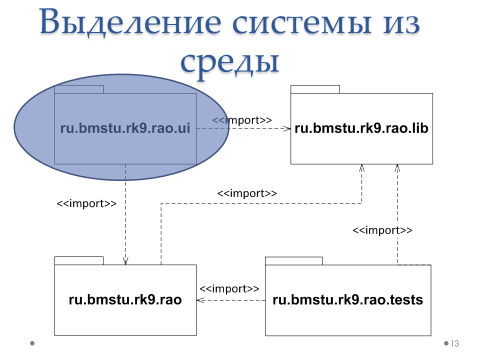 Выделение системы из
среды
ru.bmstu.rk9.rao.ui
<<import>>
ru.bmstu.rk9.rao.lib
<<import>>
<<import>>
<<import>>
ru.bmstu.rk9.rao
<<import>>
ru.bmstu.rk9.rao.tests
13